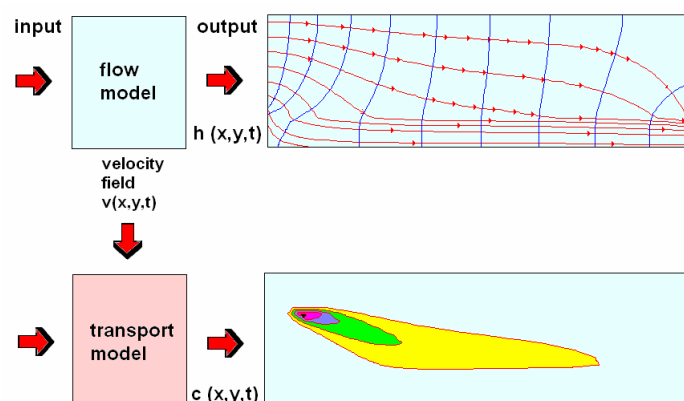 input
output
flow
model
h (x,y,t)
velocity
field
v(x,y,t)
transport
model
c (x,y,t)